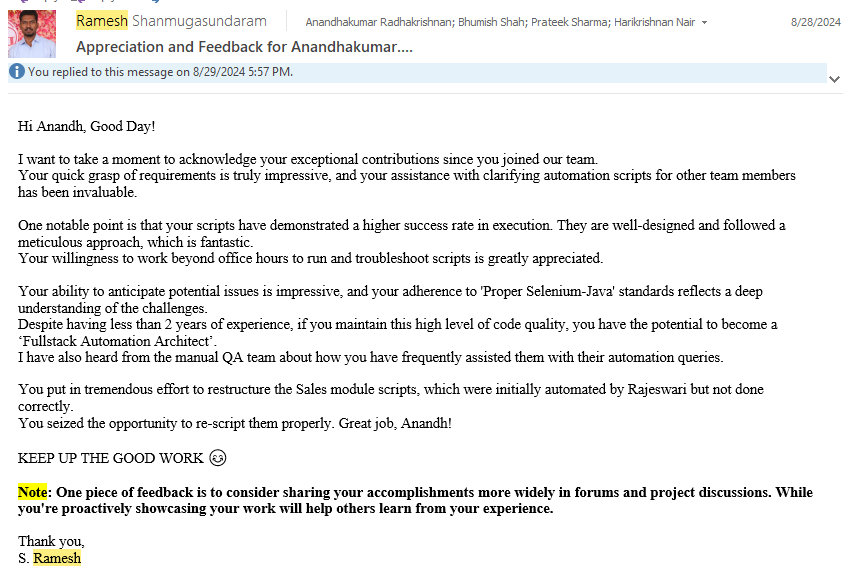 Ramesh Shanmugasundaram
Anandhakumar Radhakrishnan; Bhumish Shah; Prateek Sharma; Harikrishnan Nair
8/28/2024
Appreciation and Feedback for Anandhakumar....
You replied to this message on 8/29/2024 5:57 PM.
Hi Anandh, Good Day!
I want to take a moment to acknowledge your exceptional contributions since you joined our team.
Your quick grasp of requirements is truly impressive, and your assistance with clarifying automation scripts for other team members
has been invaluable.
One notable point is that your scripts have demonstrated a higher success rate in execution. They are well-designed and followed a
meticulous approach, which is fantastic.
Your willingness to work beyond office hours to run and troubleshoot scripts is greatly appreciated.
Your ability to anticipate potential issues is impressive, and your adherence to 'Proper Selenium-Java' standards reflects a deep
understanding of the challenges.
Despite having less than 2 years of experience, if you maintain this high level of code quality, you have the potential to become a
‘Fullstack Automation Architect’.
I have also heard from the manual QA team about how you have frequently assisted them with their automation queries.
You put in tremendous effort to restructure the Sales module scripts, which were initially automated by Rajeswari but not done
correctly.
You seized the opportunity to re-script them properly. Great job, Anandh!
KEEP UP THE GOOD WORK 😊
Note: One piece of feedback is to consider sharing your accomplishments more widely in forums and project discussions. While
you're proactively showcasing your work will help others learn from your experience.
Thank you,
S. Ramesh